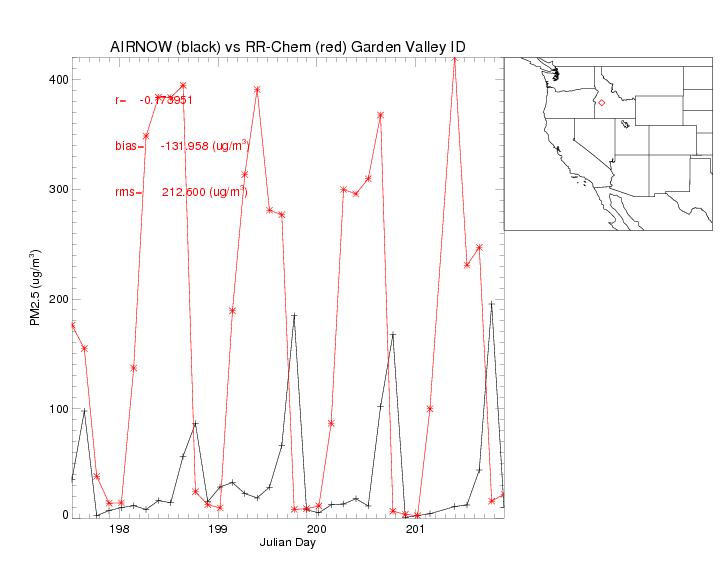 AIRNOW (black) vs RR-Chem (red) Garden Valley ID
400
300
200
100
0
PM2.5 (ug/m³)
r= -0.173951
bias= -131.958 (ug/m³)
rms= 212.600 (ug/m³)
198 199 200 201
Julian Day